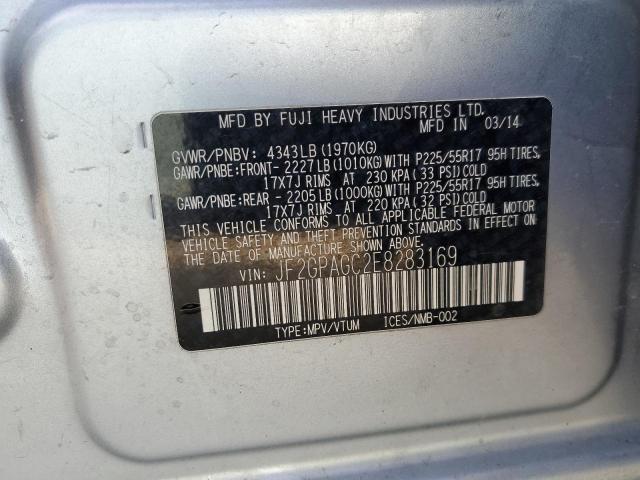 MFD BY FUJI HEAVY INDUSTRIES LTD.
MFD IN 03/14
GVWR/PNBV: 4343LB(1970KG)
GAWR/PNBE:FRONT- 2227LB(1010KG)WITH P225/55R17 95H TIRES,
17X7J RIMS AT 230 KPA(33 PSI)COLD
GAWR/PNBE:REAR - 2205LB(1000KG)WITH P225/55R17 95H TIRES,
17X7J RIMS AT 220 KPA(32 PSI)COLD
THIS VEHICLE CONFORMS TO ALL APPLICABLE FEDERAL MOTOR
VEHICLE SAFETY AND THEFT PREVENTION STANDARDS IN EFFECT ON
THE DATE OF MANUFACTURE SHOWN ABOVE.
VIN: JF2GPAGC2E8283169
TYPE:MPV/VTUM ICES/NMB-002